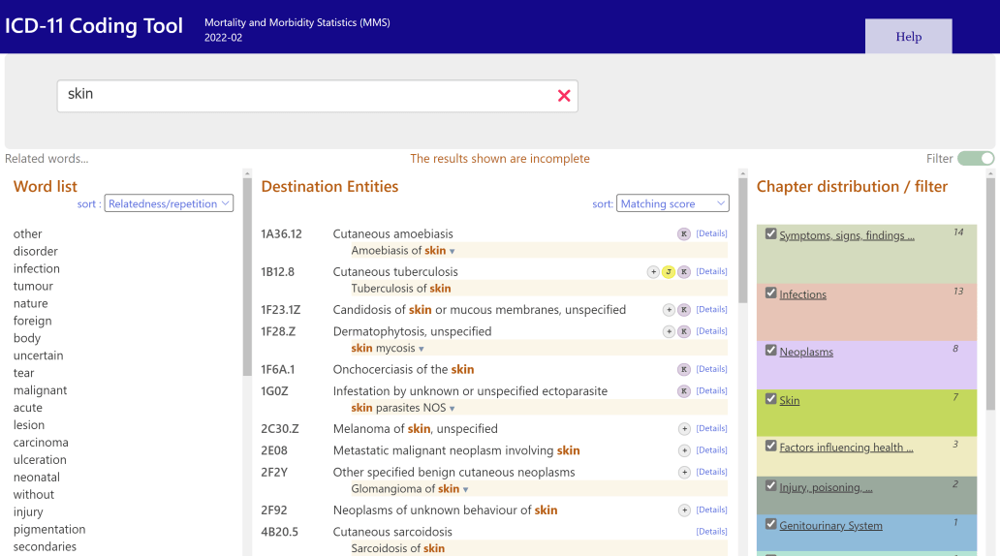 ICD-11 Coding Tool
Mortality and Morbidity Statistics (MMS)
2022-02
Help
skin
Related words...
The results shown are incomplete
Filter
Word list
sort : Relatedness/repetition
other
disorder
infection
tumour
nature
foreign
body
uncertain
tear
malignant
acute
lesion
carcinoma
ulceration
neonatal
without
injury
pigmentation
secondaries
Destination Entities
sort: Matching score
1A36.12 Cutaneous amoebiasis K [Details]
Amoebiasis of skin
1B12.8 Cutaneous tuberculosis + J K [Details]
Tuberculosis of skin
1F23.1Z Candidosis of skin or mucous membranes, unspecified + K [Details]
1F28.Z Dermatophytosis, unspecified + K [Details]
skin mycosis
1F6A.1 Onchocerciasis of the skin K [Details]
1G0Z Infestation by unknown or unspecified ectoparasite K [Details]
skin parasites NOS
2C30.Z Melanoma of skin, unspecified + [Details]
2E08 Metastatic malignant neoplasm involving skin + [Details]
2F2Y Other specified benign cutaneous neoplasms + [Details]
Glomangioma of skin
2F92 Neoplasms of unknown behaviour of skin + [Details]
4B20.5 Cutaneous sarcoidosis [Details]
Sarcoidosis of skin
Chapter distribution / filter
Symptoms, signs, findings ... 14
Infections 13
Neoplasms 8
Skin 7
Factors influencing health ... 3
Injury, poisoning, ... 2
Genitourinary System 1